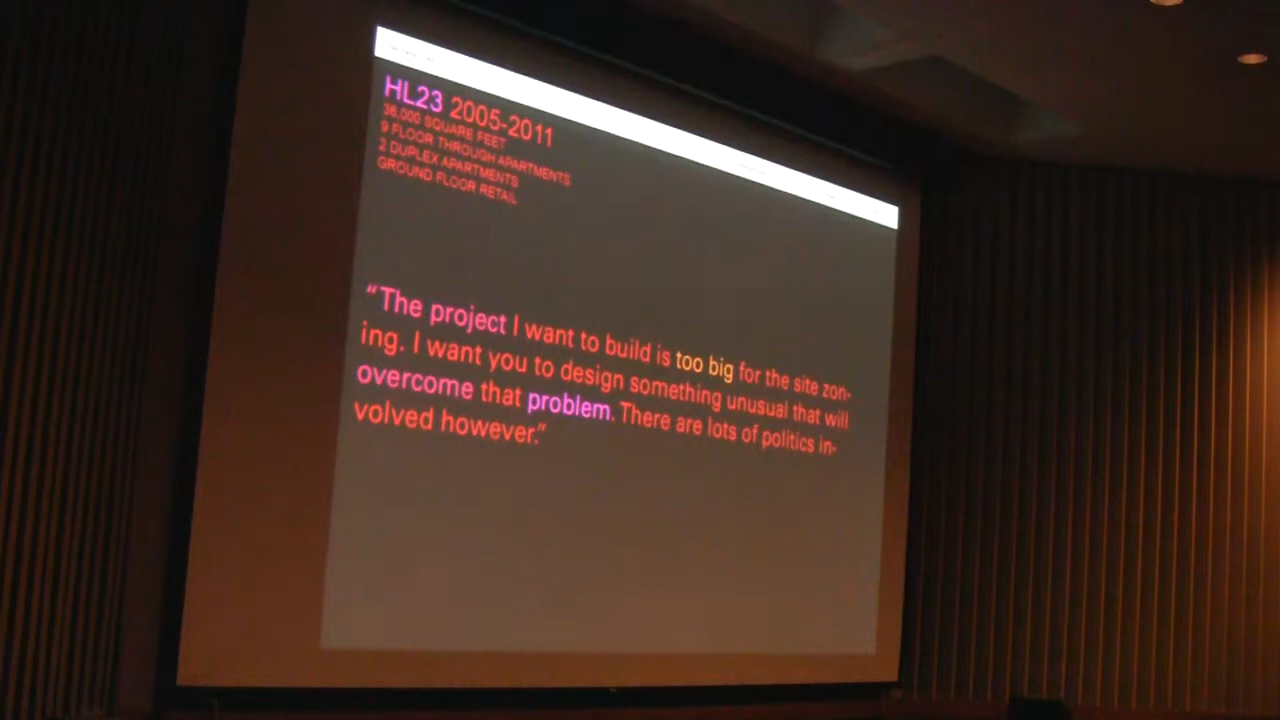 HL23 2005-2011
36,000 SQUARE FEET
9 FLOOR THROUGH APARTMENTS
2 DUPLEX APARTMENTS
GROUND FLOOR RETAIL
“The project I want to build is too big for the site zon-
ing. I want you to design something unusual that will
overcome that problem. There are lots of politics in-
volved however.”